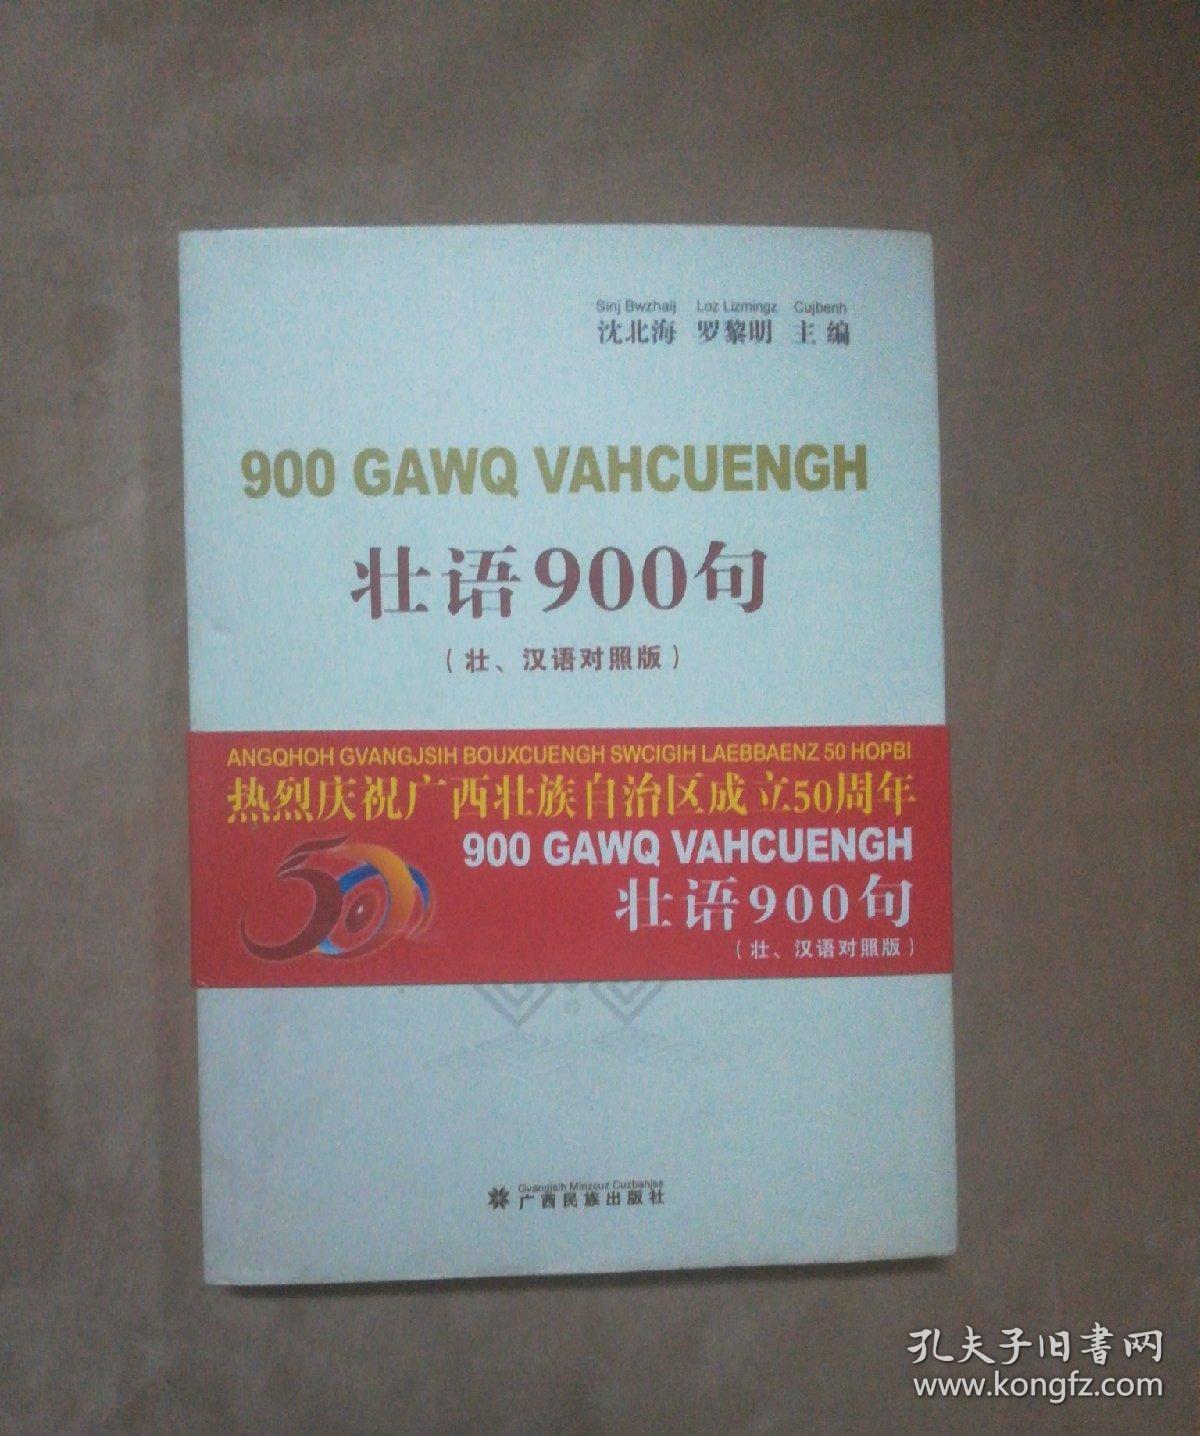 Sinj Bwzhaij Loz Lizmingz Cujbenh
沈北海 罗黎明 主编
900 GAWQ VAHCUENGH
壮语900句
（壮、汉语对照版）
ANGQHOH GVANGJSIH BOUXCUENGH SWCIGIH LAEBBAENZ 50 HOPBI
热烈庆祝广西壮族自治区成立50周年
50
900 GAWQ VAHCUENGH
壮语900句
（壮、汉语对照版）
Gvangjsih Minzcuz Cuzbanjse
广西民族出版社
孔夫子旧书网
www.kongfz.com